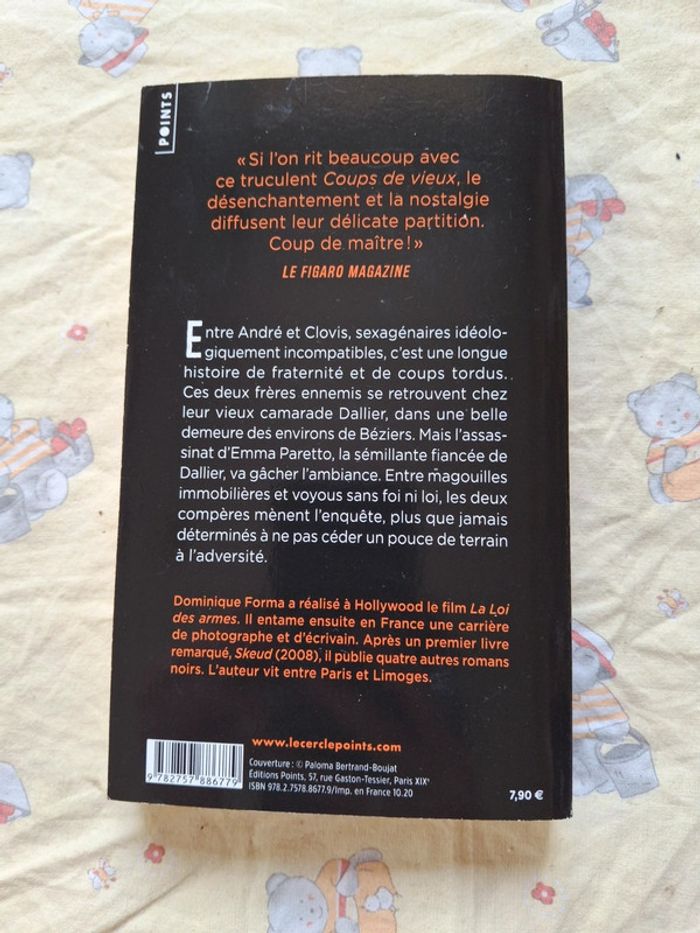 POINTS
« Si l'on rit beaucoup avec
ce truculent Coups de vieux, le
désenchantement et la nostalgie
diffusent leur délicate partition.
Coup de maître ! »
LE FIGARO MAGAZINE
Entre André et Clovis, sexagénaires idéolo-
giquement incompatibles, c'est une longue
histoire de fraternité et de coups tordus.
Ces deux frères ennemis se retrouvent chez
leur vieux camarade Dallier, dans une belle
demeure des environs de Béziers. Mais l'assas-
sinat d'Emma Paretto, la sémillante fiancée de
Dallier, va gâcher l'ambiance. Entre magouilles
immobilières et voyous sans foi ni loi, les deux
compères mènent l'enquête, plus que jamais
déterminés à ne pas céder un pouce de terrain
à l'adversité.
Dominique Forma a réalisé à Hollywood le film La Loi
des armes. Il entame ensuite en France une carrière
de photographe et d'écrivain. Après un premier livre
remarqué, Skeud (2008), il publie quatre autres romans
noirs. L'auteur vit entre Paris et Limoges.
www.lecerclepoints.com
Couverture : © Paloma Bertrand-Boujat
Éditions Points, 57, rue Gaston-Tessier, Paris XIXe
ISBN 978.2.7578.8677.9/Imp. en France 10.20
9 782757 886779
7,90 €